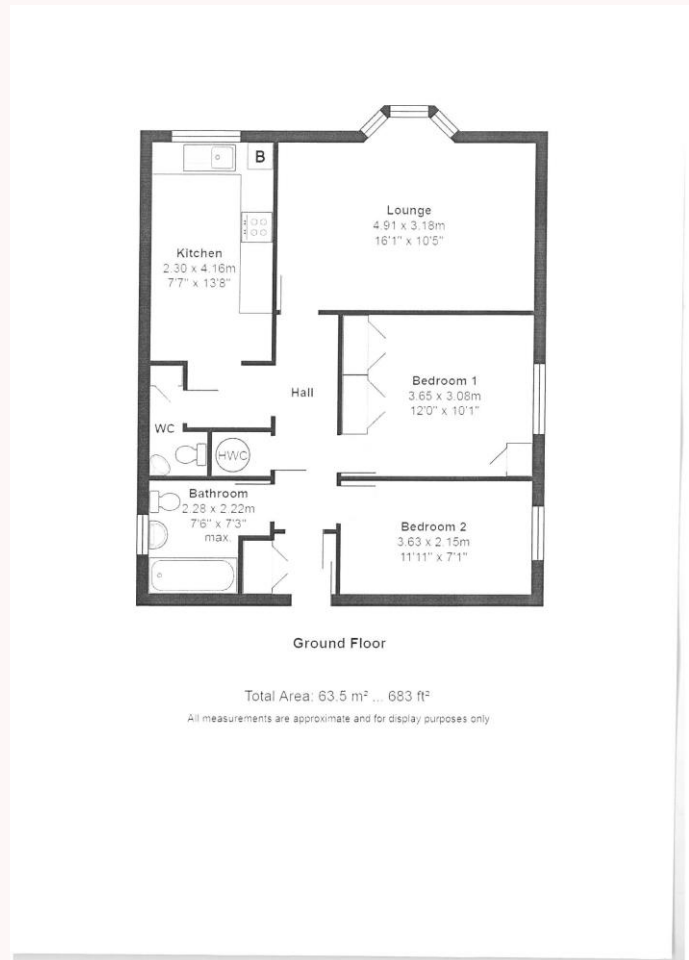 B
Lounge
4.91 x 3.18m
16'1" x 10'5"
Kitchen
2.30 x 4.16m
7'7" x 13'8"
Hall
Bedroom 1
3.65 x 3.08m
12'0" x 10'1"
WC
HWC
Bathroom
2.28 x 2.22m
7'6" x 7'3"
max.
Bedroom 2
3.63 x 2.15m
11'11" x 7'1"
Ground Floor
Total Area: 63.5 m² ... 683 ft²
All measurements are approximate and for display purposes only